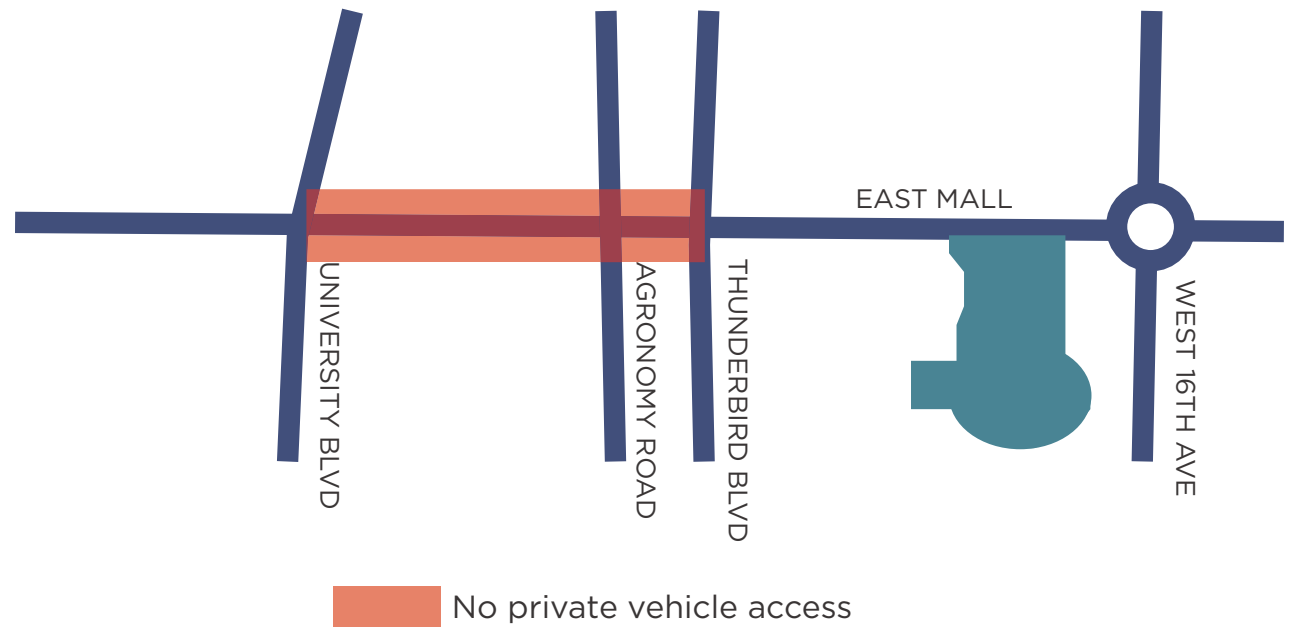 EAST MALL
UNIVERSITY BLVD
AGRONOMY ROAD
THUNDERBIRD BLVD
WEST 16TH AVE
No private vehicle access